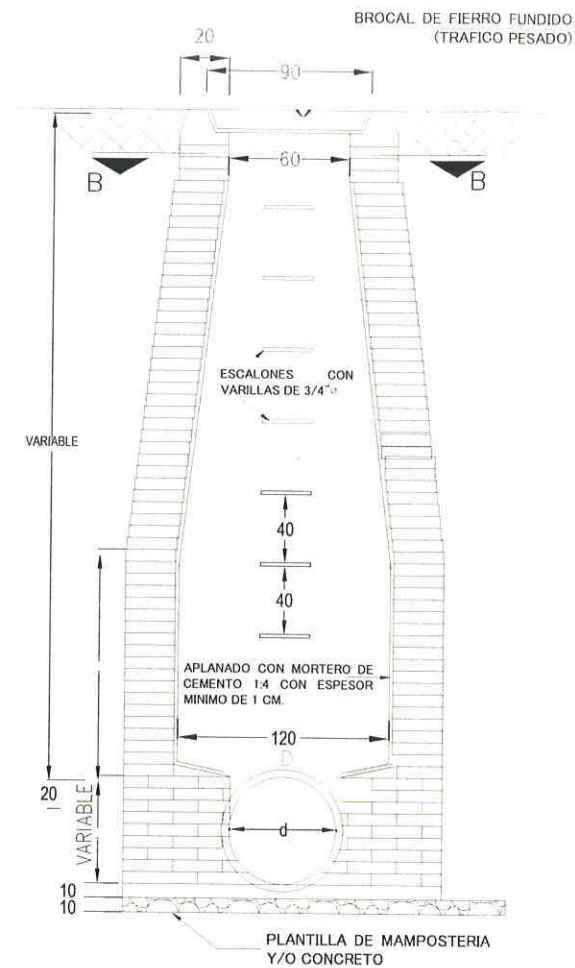 BROCAL DE FIERRO FUNDIDO
(TRAFICO PESADO)
20
90
60
B
B
ESCALONES CON
VARILLAS DE 3/4"
VARIABLE
40
40
APLANADO CON MORTERO DE
CEMENTO 1:4 CON ESPESOR
MINIMO DE 1 CM.
120
D
20
VARIABLE
d
10
10
PLANTILLA DE MAMPOSTERIA
Y/O CONCRETO